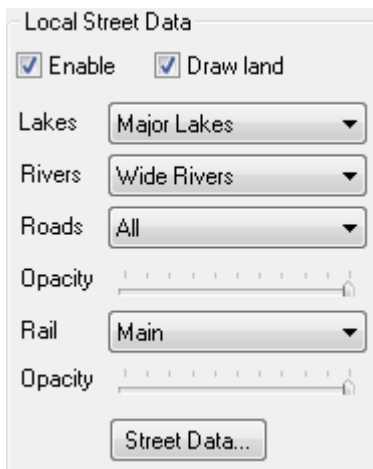 Local Street Data
Enable Draw land
Lakes Major Lakes
Rivers Wide Rivers
Roads All
Opacity
Rail Main
Opacity
Street Data...